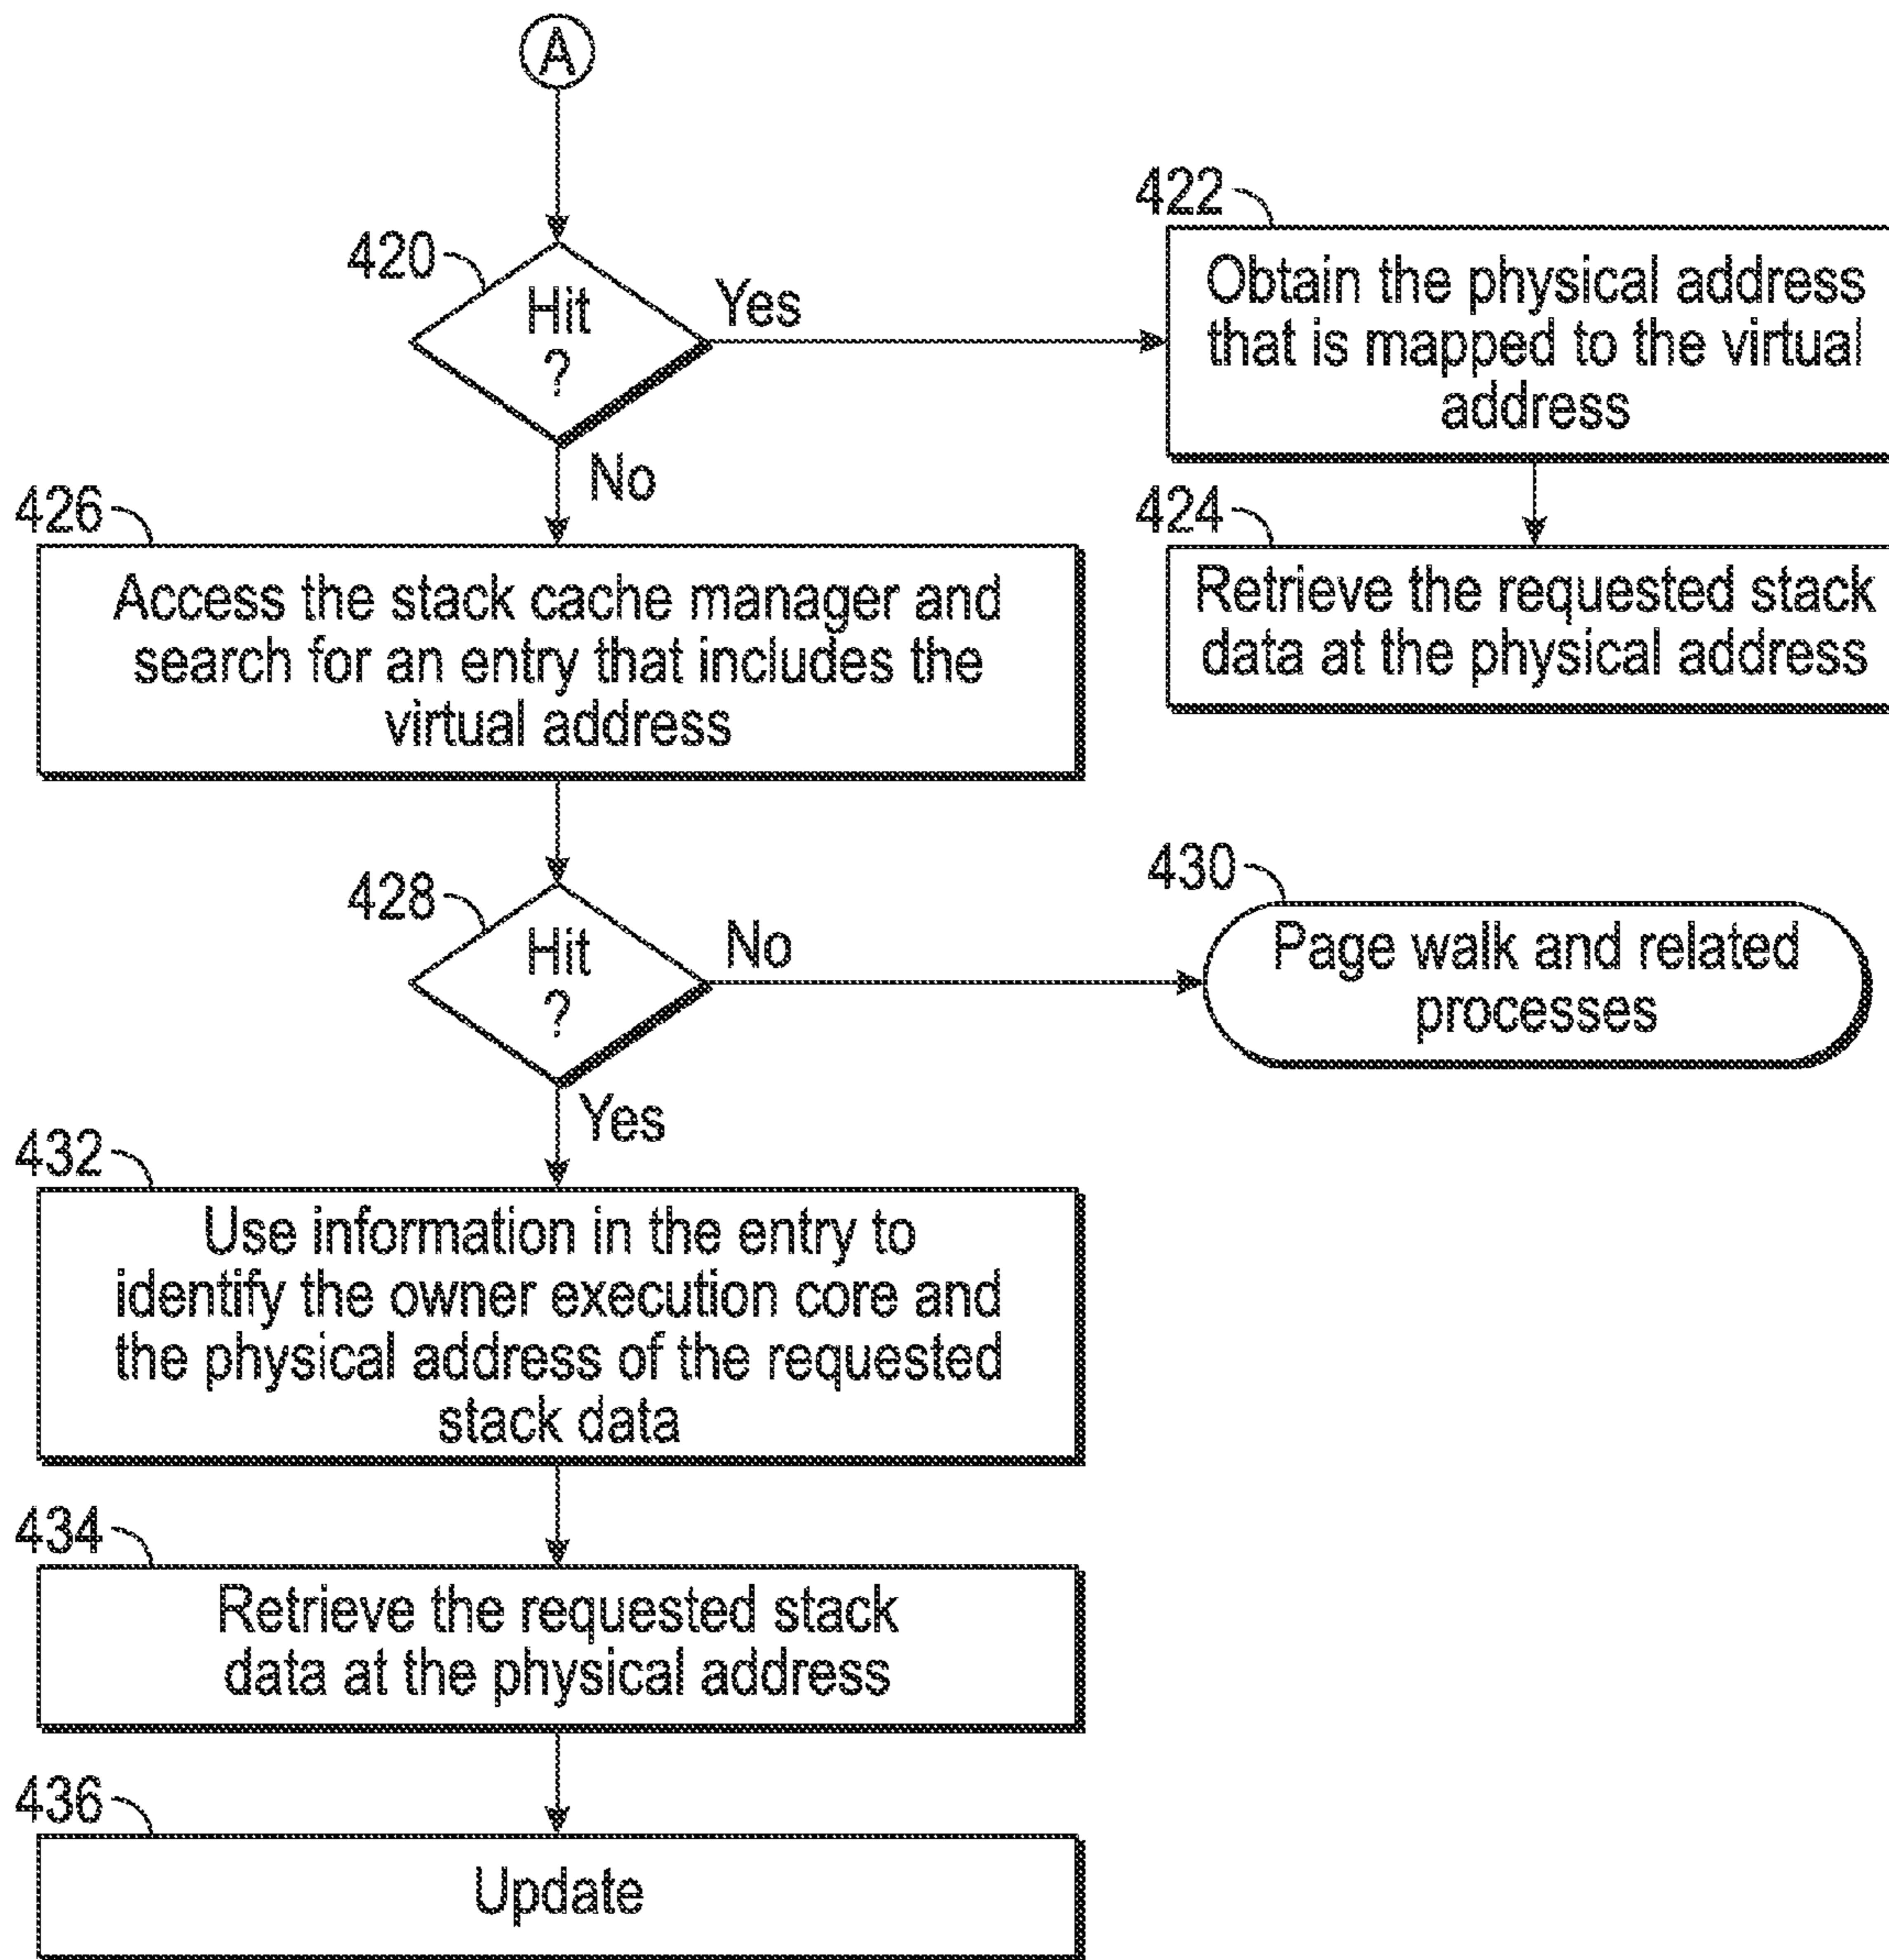 A
420
Hit
?
Yes
No
422
Obtain the physical address
that is mapped to the virtual
address
424
Retrieve the requested stack
data at the physical address
426
Access the stack cache manager and
search for an entry that includes the
virtual address
428
Hit
?
No
Yes
430
Page walk and related
processes
432
Use information in the entry to
identify the owner execution core and
the physical address of the requested
stack data
434
Retrieve the requested stack
data at the physical address
436
Update